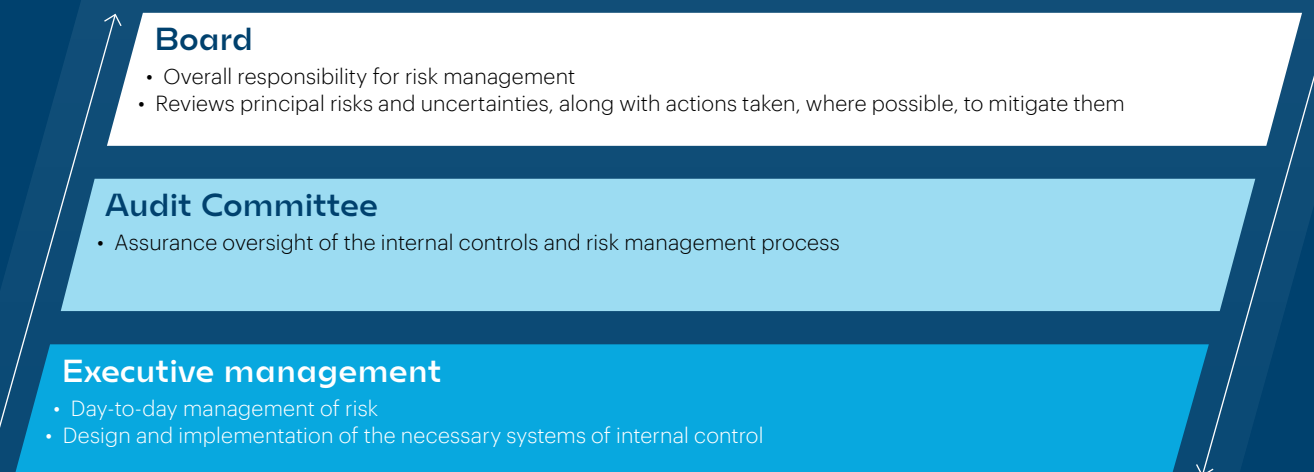 Board
• Overall responsibility for risk management
• Reviews principal risks and uncertainties, along with actions taken, where possible, to mitigate them
Audit Committee
• Assurance oversight of the internal controls and risk management process
Executive management
• Day-to-day management of risk
• Design and implementation of the necessary systems of internal control